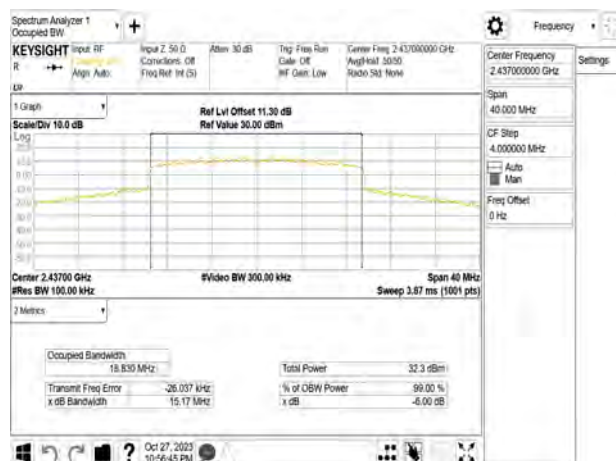 Spectrum Analyzer 1
Occupied BW
+
Frequency
KEYSIGHT
Input: RF
Input Z: 50 Ω
Atten: 30 dB
Trig: Free Run
Center Freq: 2.437000000 GHz
R
Corrections: Off
Gate: Off
Avg|Hold: 50/50
Align: Auto
Freq Ref: Int (S)
#IF Gain: Low
Radio Std: None
Center Frequency
2.437000000 GHz
Settings
Span
40.000 MHz
CF Step
4.000000 MHz
Auto
Man
Freq Offset
0 Hz
1 Graph
Scale/Div 10.0 dB
Ref Lvl Offset 11.30 dB
Ref Value 30.00 dBm
Log
Center 2.43700 GHz
#Video BW 300.00 kHz
Span 40 MHz
#Res BW 100.00 kHz
Sweep 3.87 ms (1001 pts)
2 Metrics
Occupied Bandwidth
18.830 MHz
Total Power
32.3 dBm
Transmit Freq Error
-26.037 kHz
% of OBW Power
99.00 %
x dB Bandwidth
15.17 MHz
x dB
-6.00 dB
?
Oct 27, 2023
10:56:45 PM